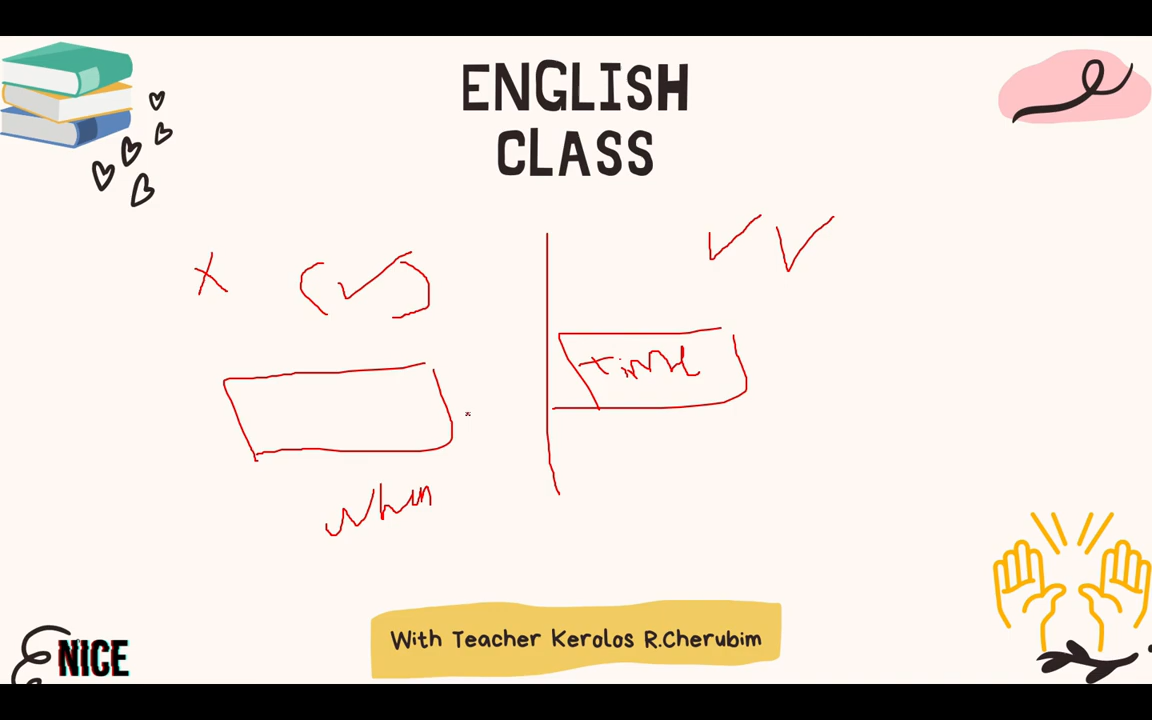 ENGLISH
CLASS
time
when
With Teacher Kerolos R.Cherubim
NICE